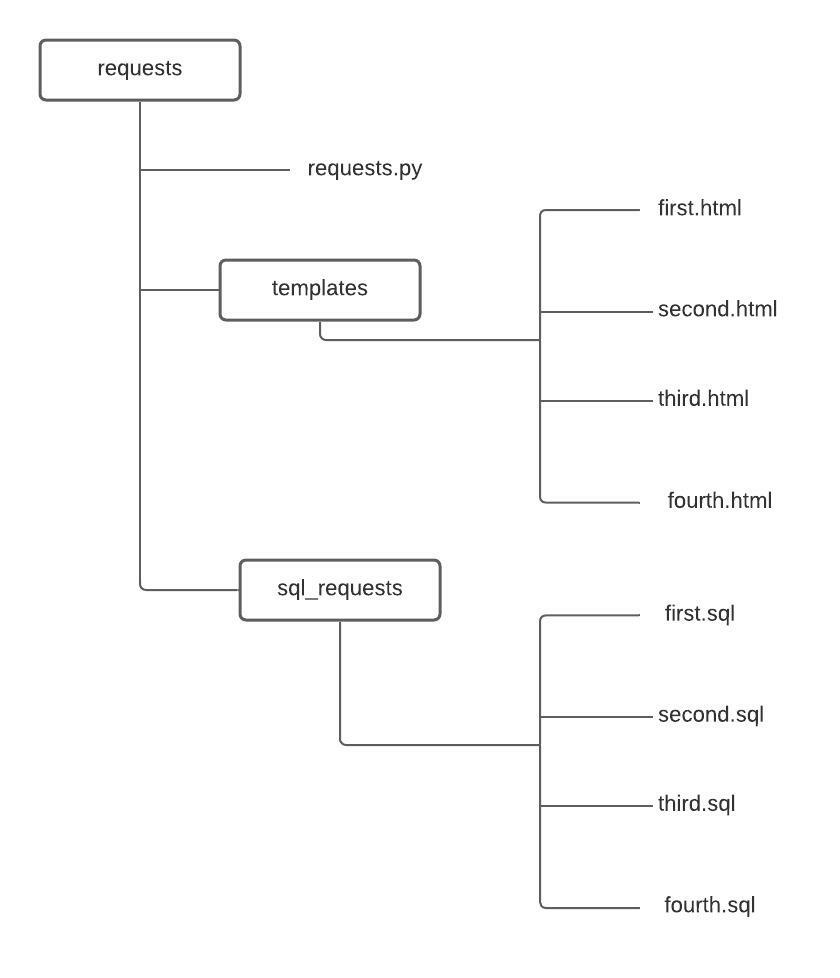 requests
requests.py
templates
first.html
second.html
third.html
fourth.html
sql_requests
first.sql
second.sql
third.sql
fourth.sql